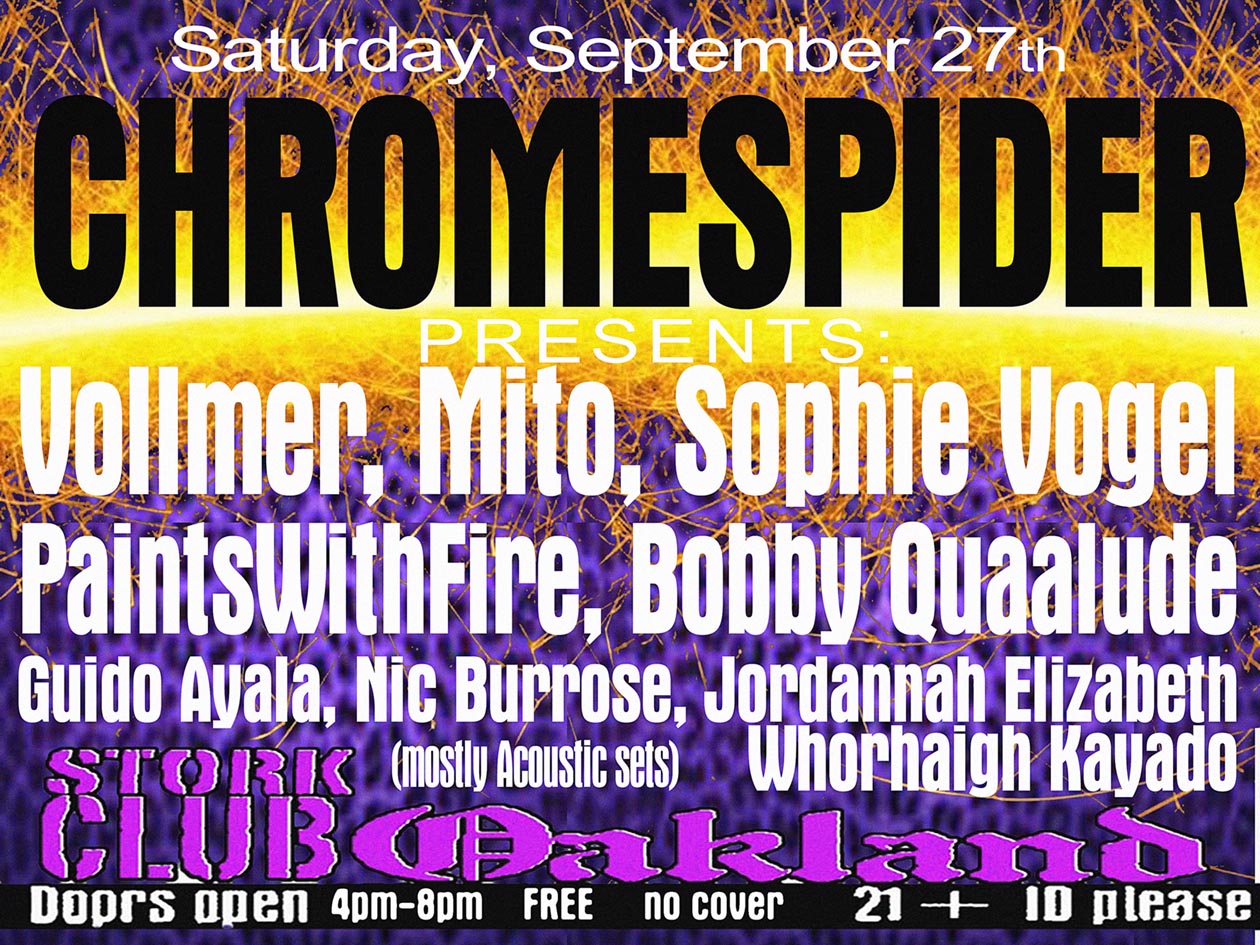 Saturday, September 27th
CHROMESPIDER
PRESENTS:
Vollmer, Mito, Sophie Vogel
PaintsWithFire, Bobby Quaalude
Guido Ayala, Nic Burrose, Jordannah Elizabeth
(mostly Acoustic sets) Whorhaigh Kayado
STORK
CLUB Oakland
Doprs open 4pm-8pm FREE no cover 21 + ID please